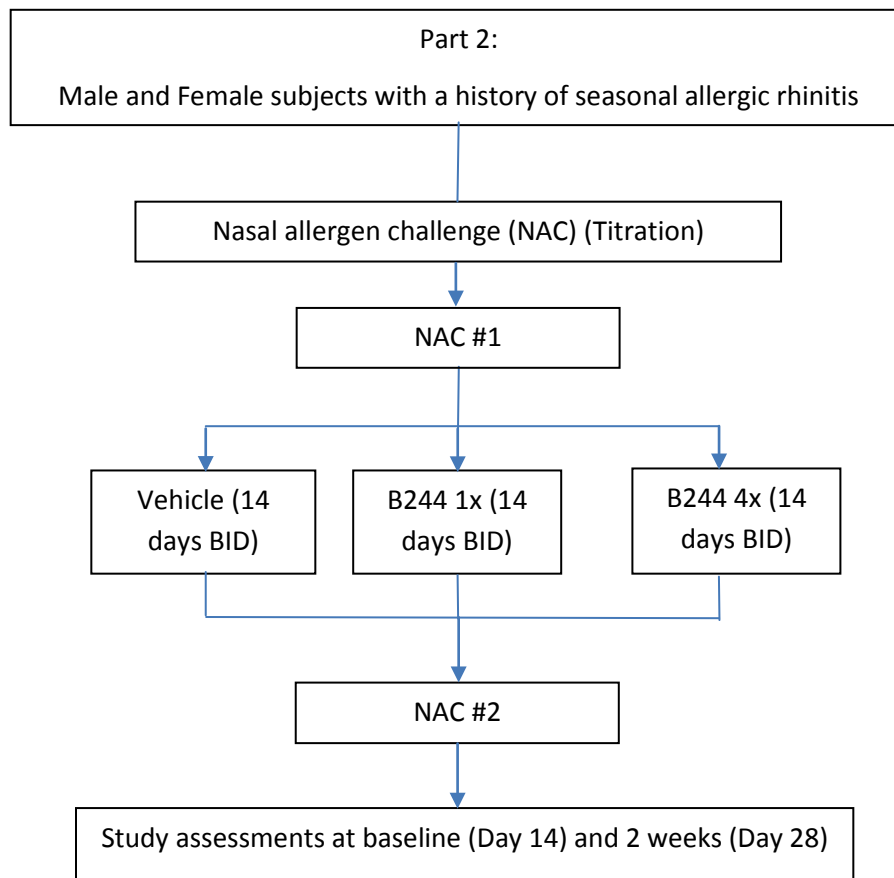 Part 2:
Male and Female subjects with a history of seasonal allergic rhinitis
Nasal allergen challenge (NAC) (Titration)
NAC #1
Vehicle (14
days BID)
B244 1x (14
days BID)
B244 4x (14
days BID)
NAC #2
Study assessments at baseline (Day 14) and 2 weeks (Day 28)